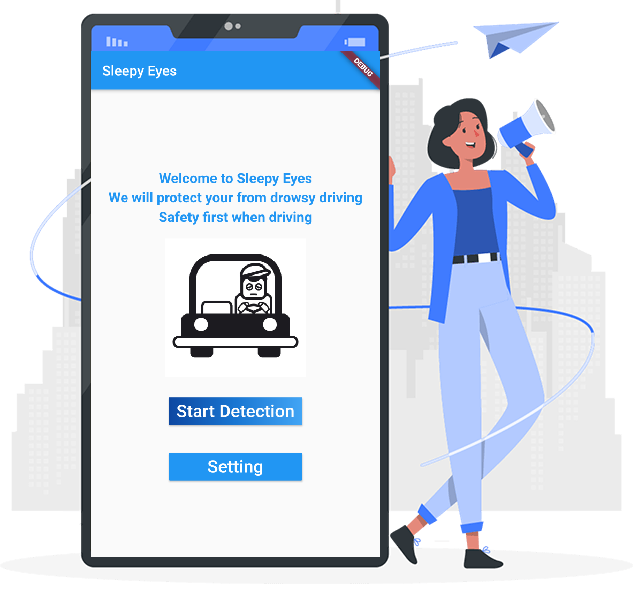 Sleepy Eyes
DEBUG
Welcome to Sleepy Eyes
We will protect your from drowsy driving
Safety first when driving
Start Detection
Setting